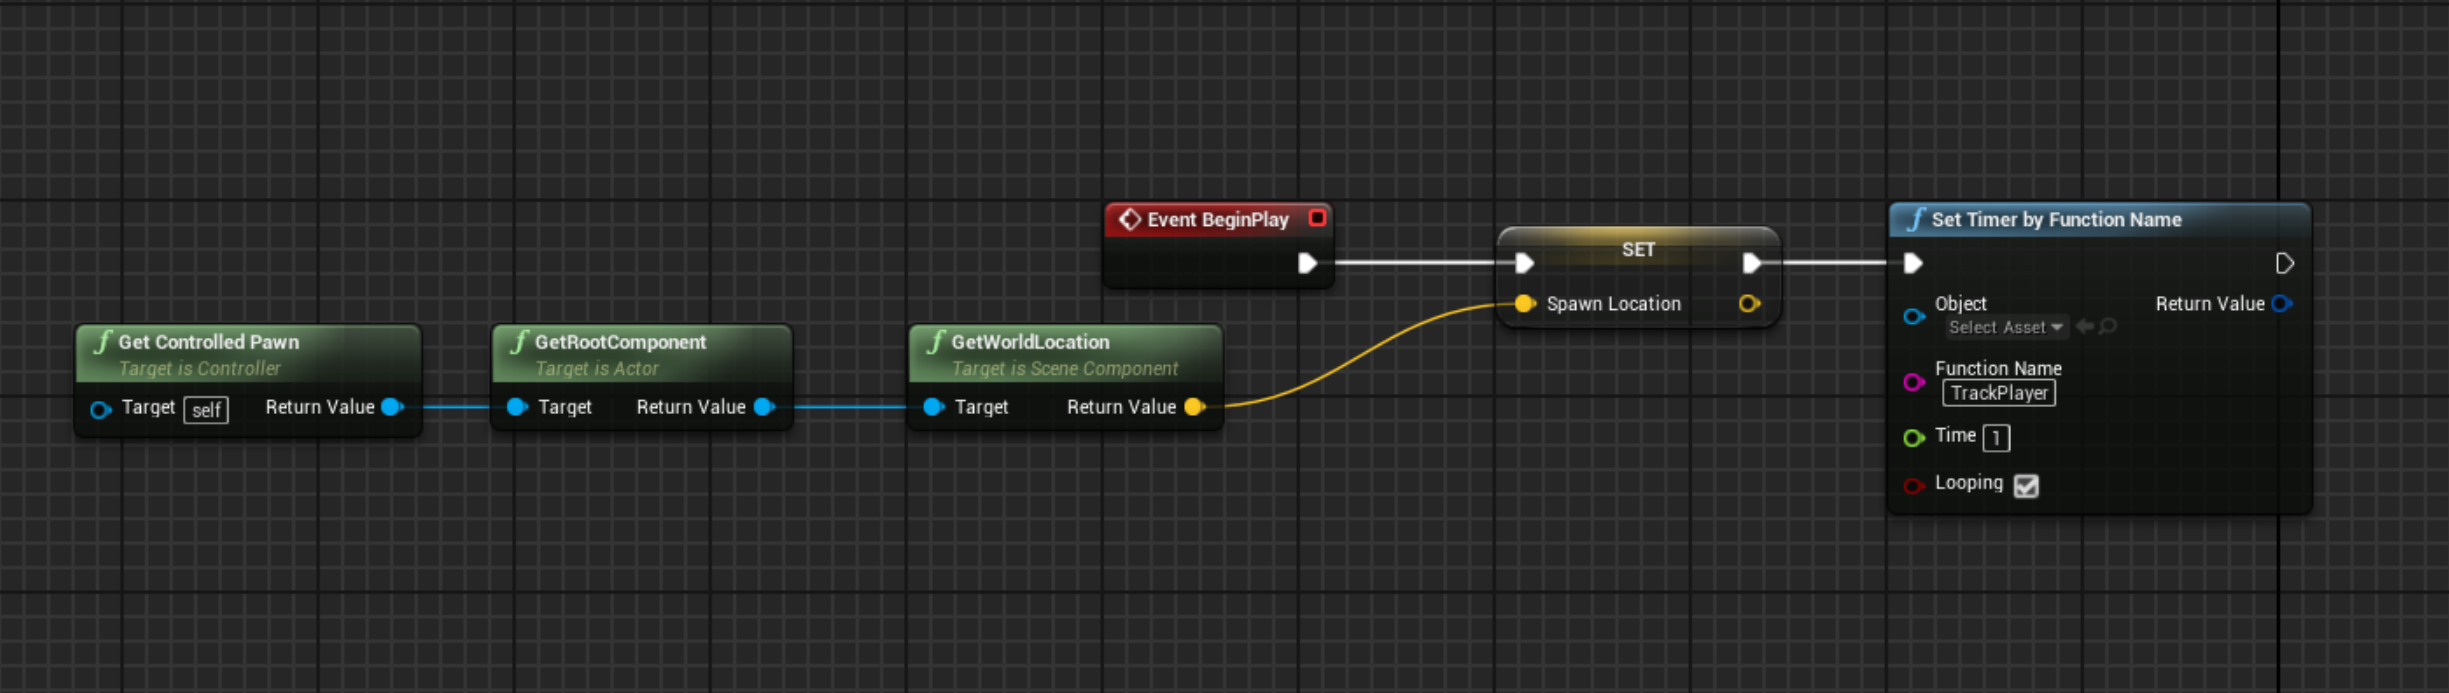 Event BeginPlay
SET
Spawn Location
Set Timer by Function Name
Object
Select Asset
Return Value
Function Name
TrackPlayer
Time 1
Looping
Get Controlled Pawn
Target is Controller
Target self
Return Value
GetRootComponent
Target is Actor
Target
Return Value
GetWorldLocation
Target is Scene Component
Target
Return Value